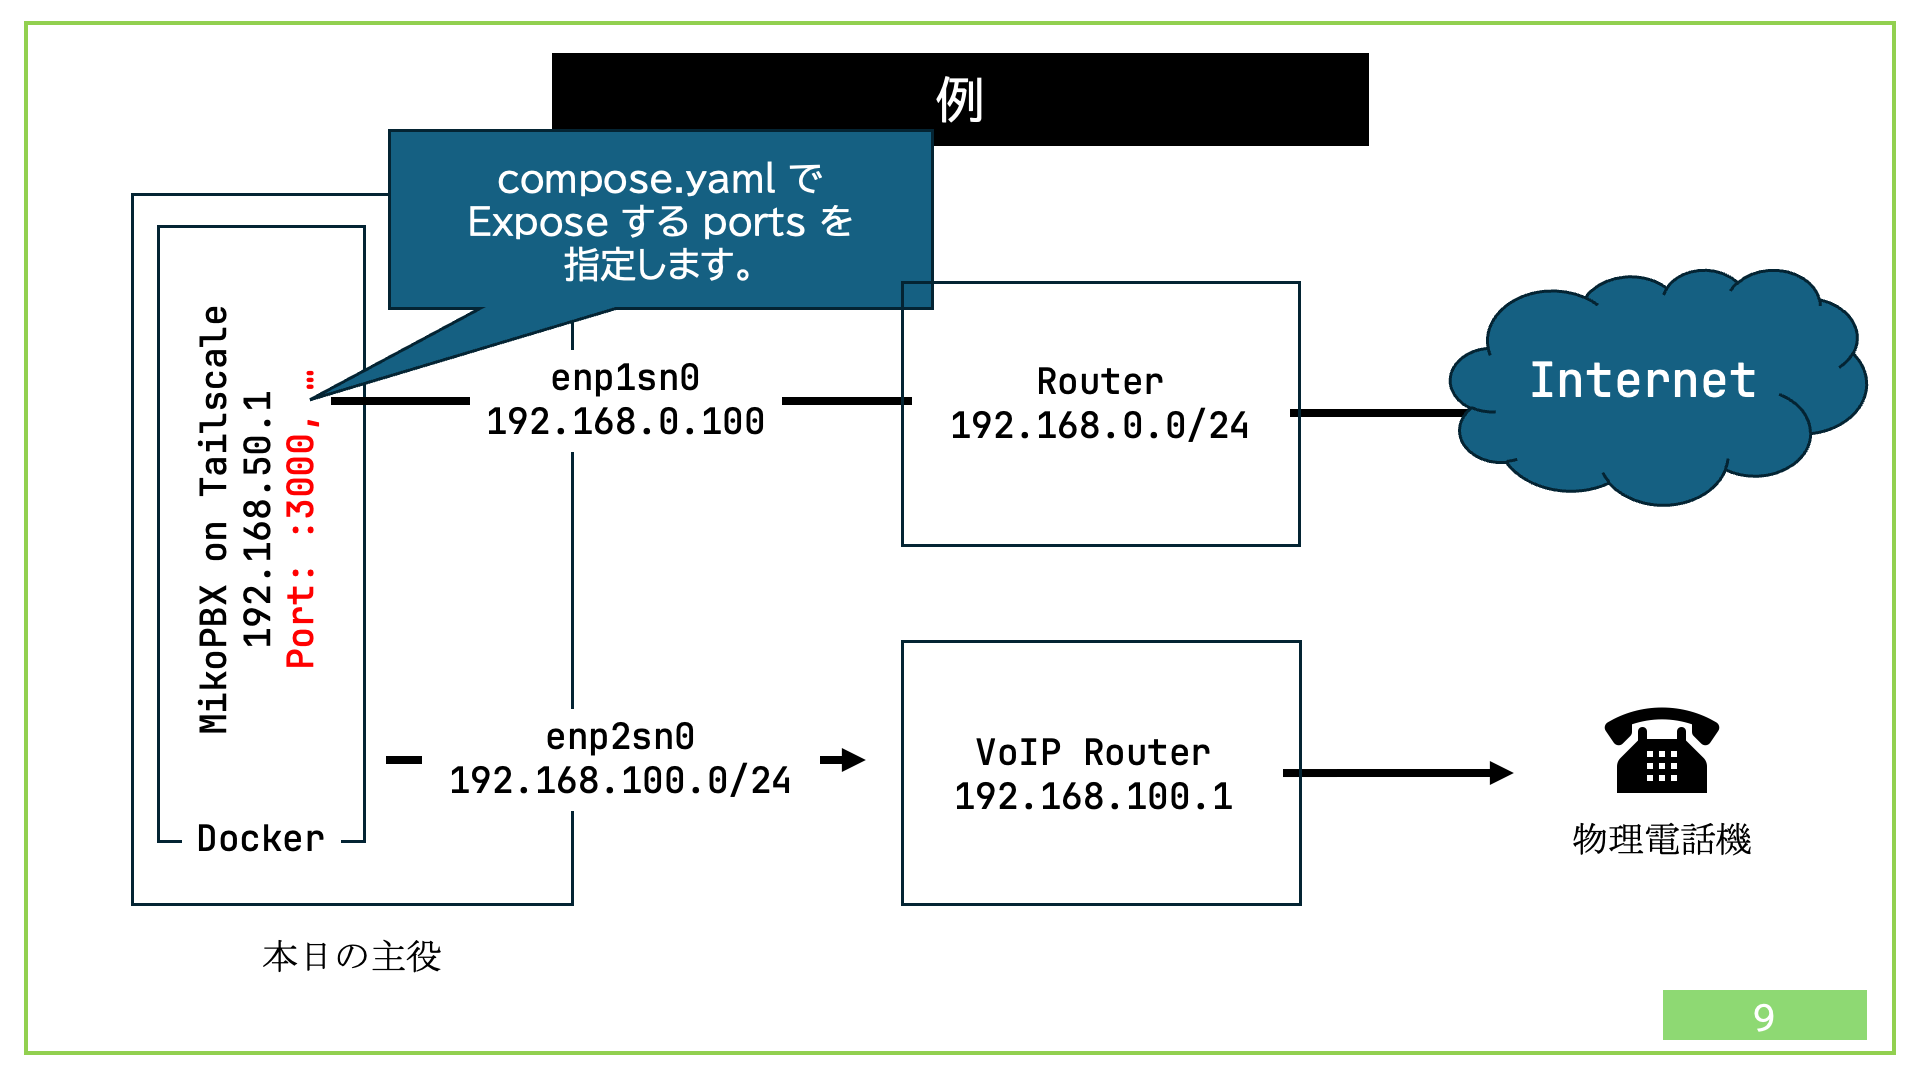 例
compose.yaml で
Expose する ports を
指定します。
MikoPBX on Tailscale
192.168.50.1
Port: :3000,…
Docker
本日の主役
enp1sn0
192.168.0.100
Router
192.168.0.0/24
Internet
enp2sn0
192.168.100.0/24
VoIP Router
192.168.100.1
物理電話機
9